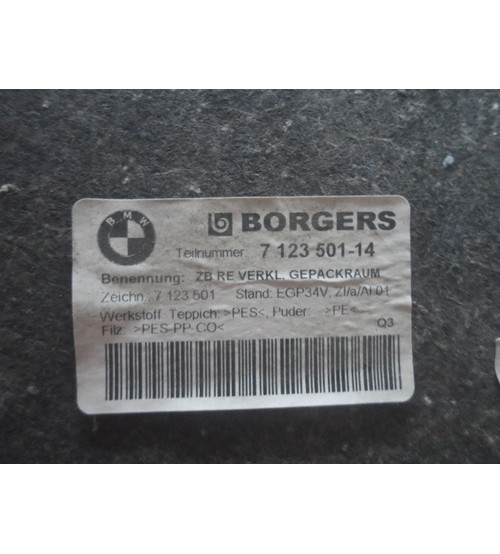 BMW
BORGERS
Teilnummer: 7 123 501-14
Benennung: ZB RE VERKL, GEPÄCKRAUM
Zeichn. 7 123 501 Stand: EGP34V, ZI/a/AI 01
Werkstoff Teppich: >PES<, Puder: >PE<
Filz: >PES-PP-CO< Q3